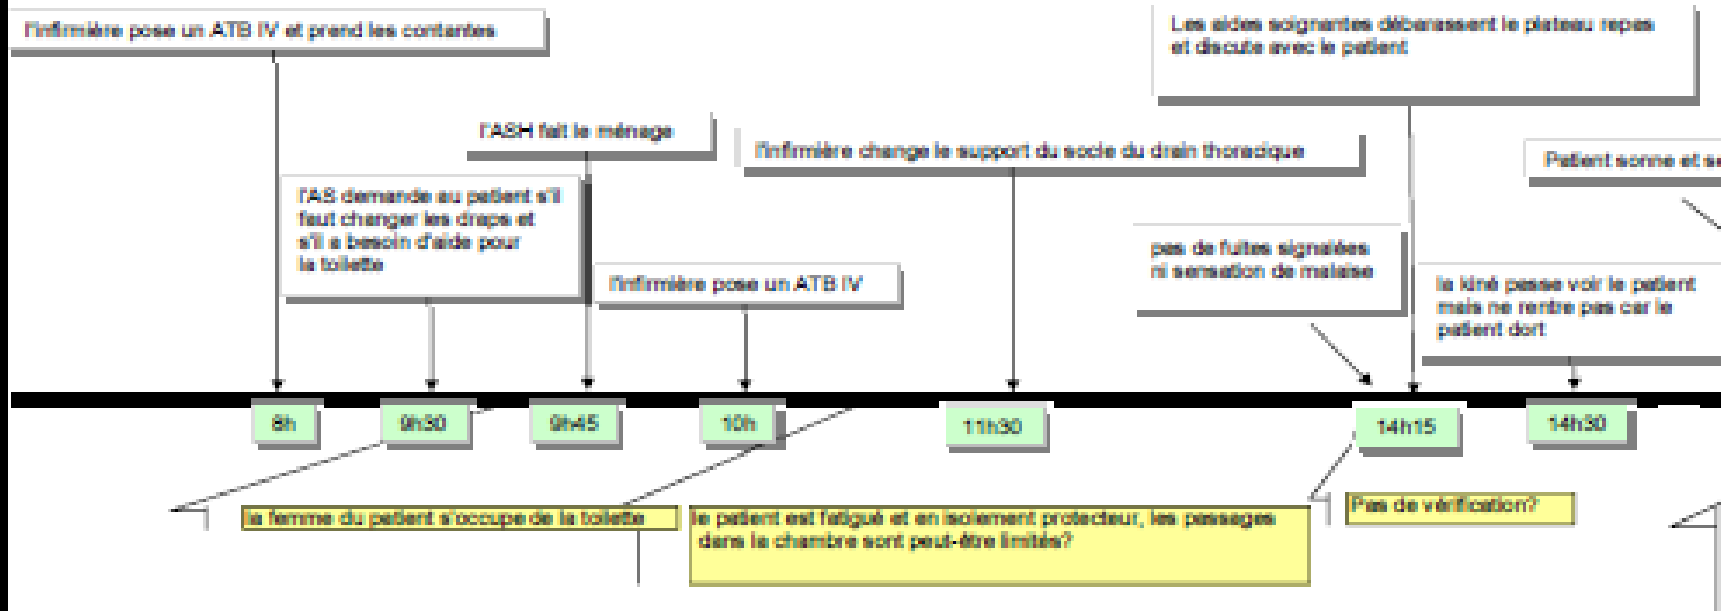 l'infirmière pose un ATB IV et prend les contantes
Les aides soignantes débarassent le plateau repas
et discute avec le patient
l'ASH fait le ménage
l'infirmière change le support du socle du drain thoracique
Patient sonne et se
l'AS demande au patient s'il
faut changer les draps et
s'il a besoin d'aide pour
la toilette
pas de fuites signalées
ni sensation de malaise
l'infirmière pose un ATB IV
la kiné passe voir le patient
mais ne rentre pas car le
patient dort
8h
9h30
9h45
10h
11h30
14h15
14h30
la femme du patient s'occupe de la toilette
le patient est fatigué et en isolement protecteur, les passages
dans la chambre sont peut-être limités?
Pas de vérification?